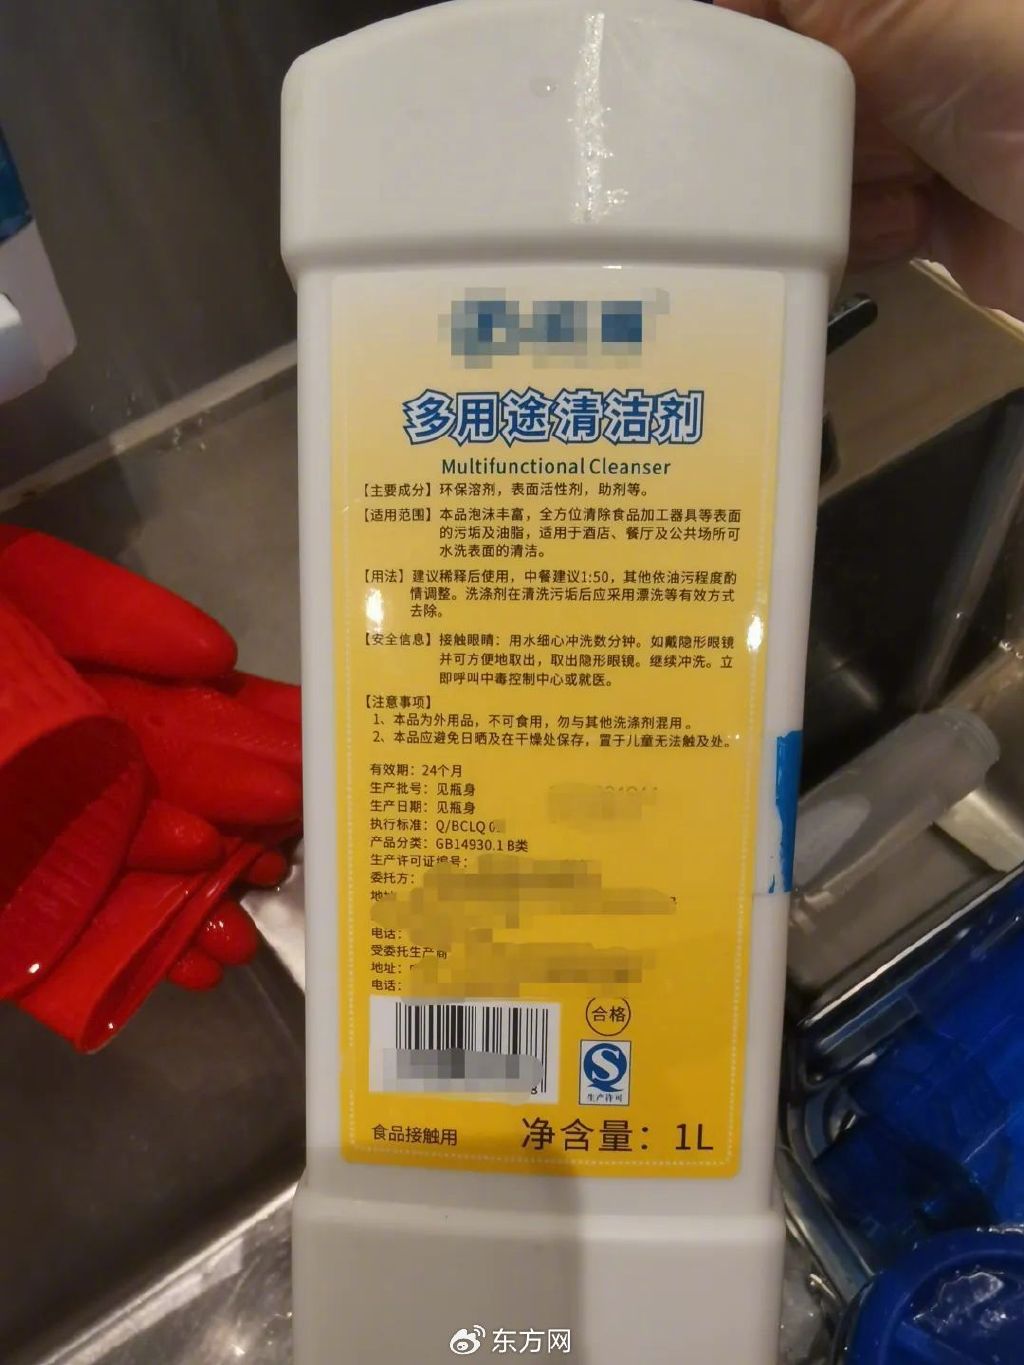 多用途清洁剂
Multifunctional Cleanser
【主要成分】环保溶剂，表面活性剂，助剂等。
【适用范围】本品泡沫丰富，全方位清除食品加工器具等表面
的污垢及油脂，适用于酒店、餐厅及公共场所可
水洗表面的清洁。
【用法】建议稀释后使用，中餐建议1:50，其他依油污程度酌
情调整。洗涤剂在清洗污垢后应采用漂洗等有效方式
去除。
【安全信息】接触眼睛：用水细心冲洗数分钟。如戴隐形眼镜
并可方便地取出，取出隐形眼镜。继续冲洗。立
即呼叫中毒控制中心或就医。
【注意事项】
1、本品为外用品，不可食用，勿与其他洗涤剂混用。
2、本品应避免日晒及在干燥处保存，置于儿童无法触及处。
有效期：24个月
生产批号：见瓶身
生产日期：见瓶身
执行标准：Q/BCLQ
产品分类：GB14930.1 B类
生产许可证编号：
委托方：
地址
电话：
受委托生产商
地址：
电话：
合格
S
生产许可
8
食品接触用
净含量：1L
东方网